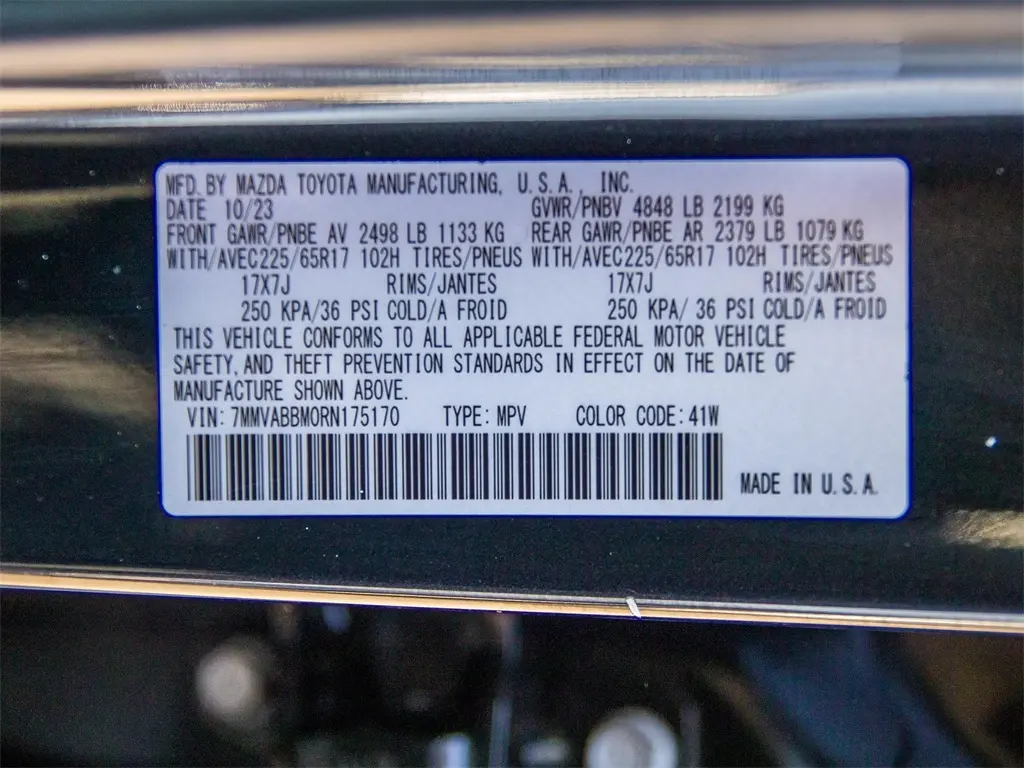 MFD. BY MAZDA TOYOTA MANUFACTURING, U.S.A., INC.
DATE 10/23 GVWR/PNBV 4848 LB 2199 KG
FRONT GAWR/PNBE AV 2498 LB 1133 KG REAR GAWR/PNBE AR 2379 LB 1079 KG
WITH/AVEC225/65R17 102H TIRES/PNEUS WITH/AVEC225/65R17 102H TIRES/PNEUS
17X7J RIMS/JANTES 17X7J RIMS/JANTES
250 KPA/36 PSI COLD/A FROID 250 KPA/ 36 PSI COLD/A FROID
THIS VEHICLE CONFORMS TO ALL APPLICABLE FEDERAL MOTOR VEHICLE
SAFETY, AND THEFT PREVENTION STANDARDS IN EFFECT ON THE DATE OF
MANUFACTURE SHOWN ABOVE.
VIN: 7MMVABBM0RN175170 TYPE: MPV COLOR CODE: 41W
MADE IN U.S.A.